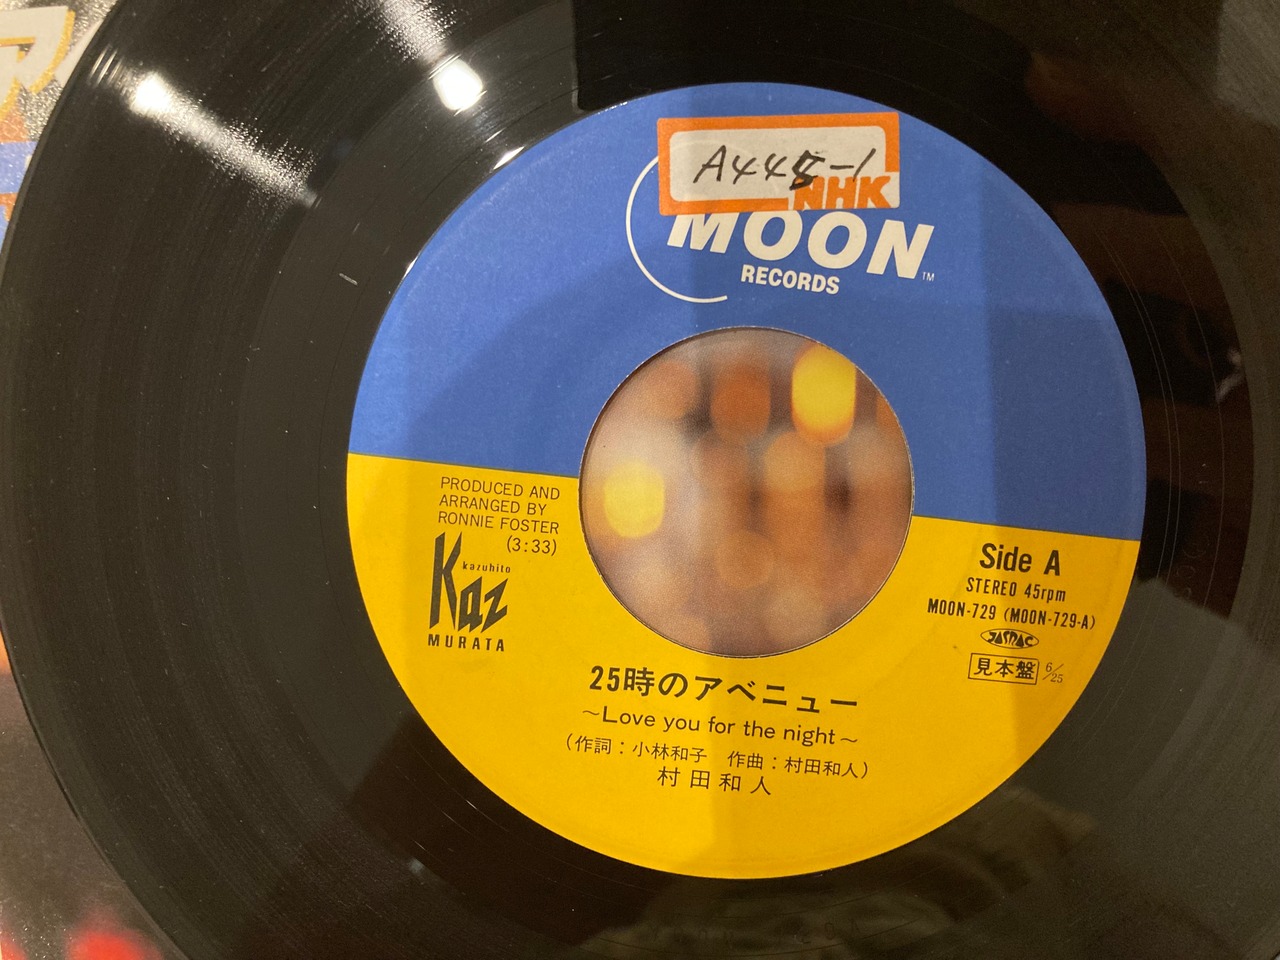 A448-1
NHK
MOON
RECORDS
TM
PRODUCED AND
ARRANGED BY
RONNIE FOSTER
(3:33)
kazuhito
Kaz
MURATA
Side A
STEREO 45rpm
MOON-729 (MOON-729-A)
JASRAC
見本盤 6/25
25時のアベニュー
~Love you for the night~
(作詞:小林和子 作曲:村田和人)
村田和人